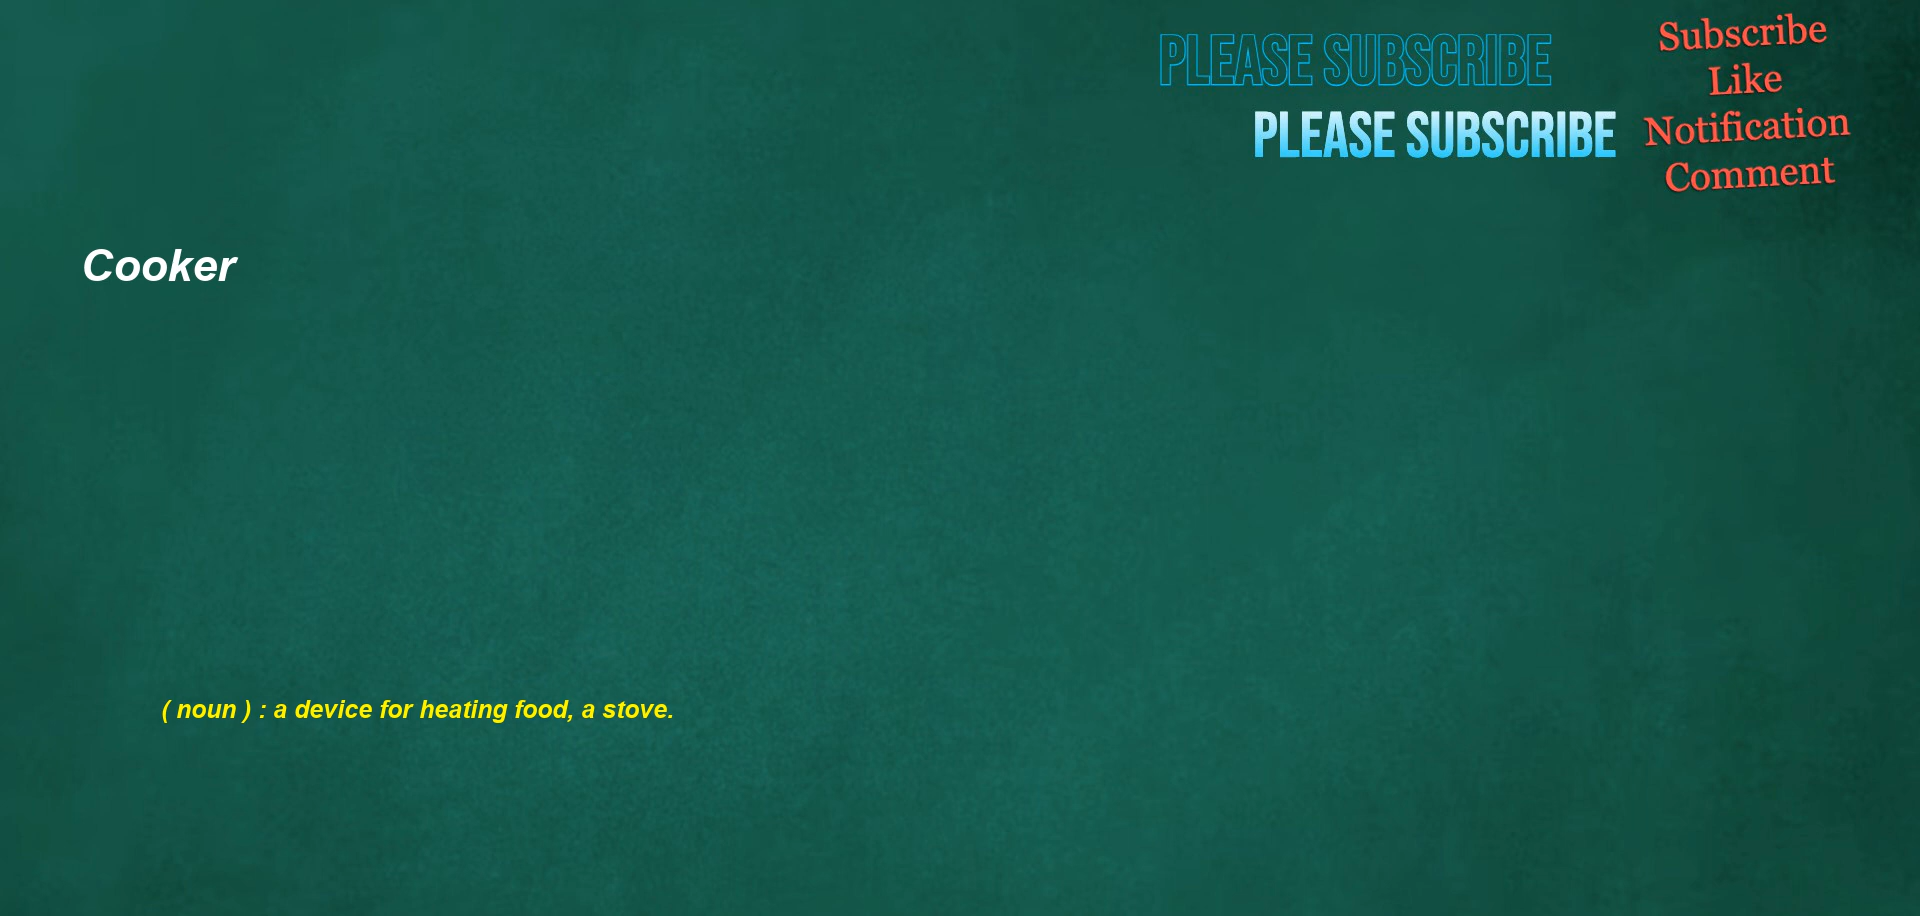 PLEASE SUBSCRIBE
PLEASE SUBSCRIBE
Subscribe
Like
Notification
Comment
Cooker
( noun ) : a device for heating food, a stove.